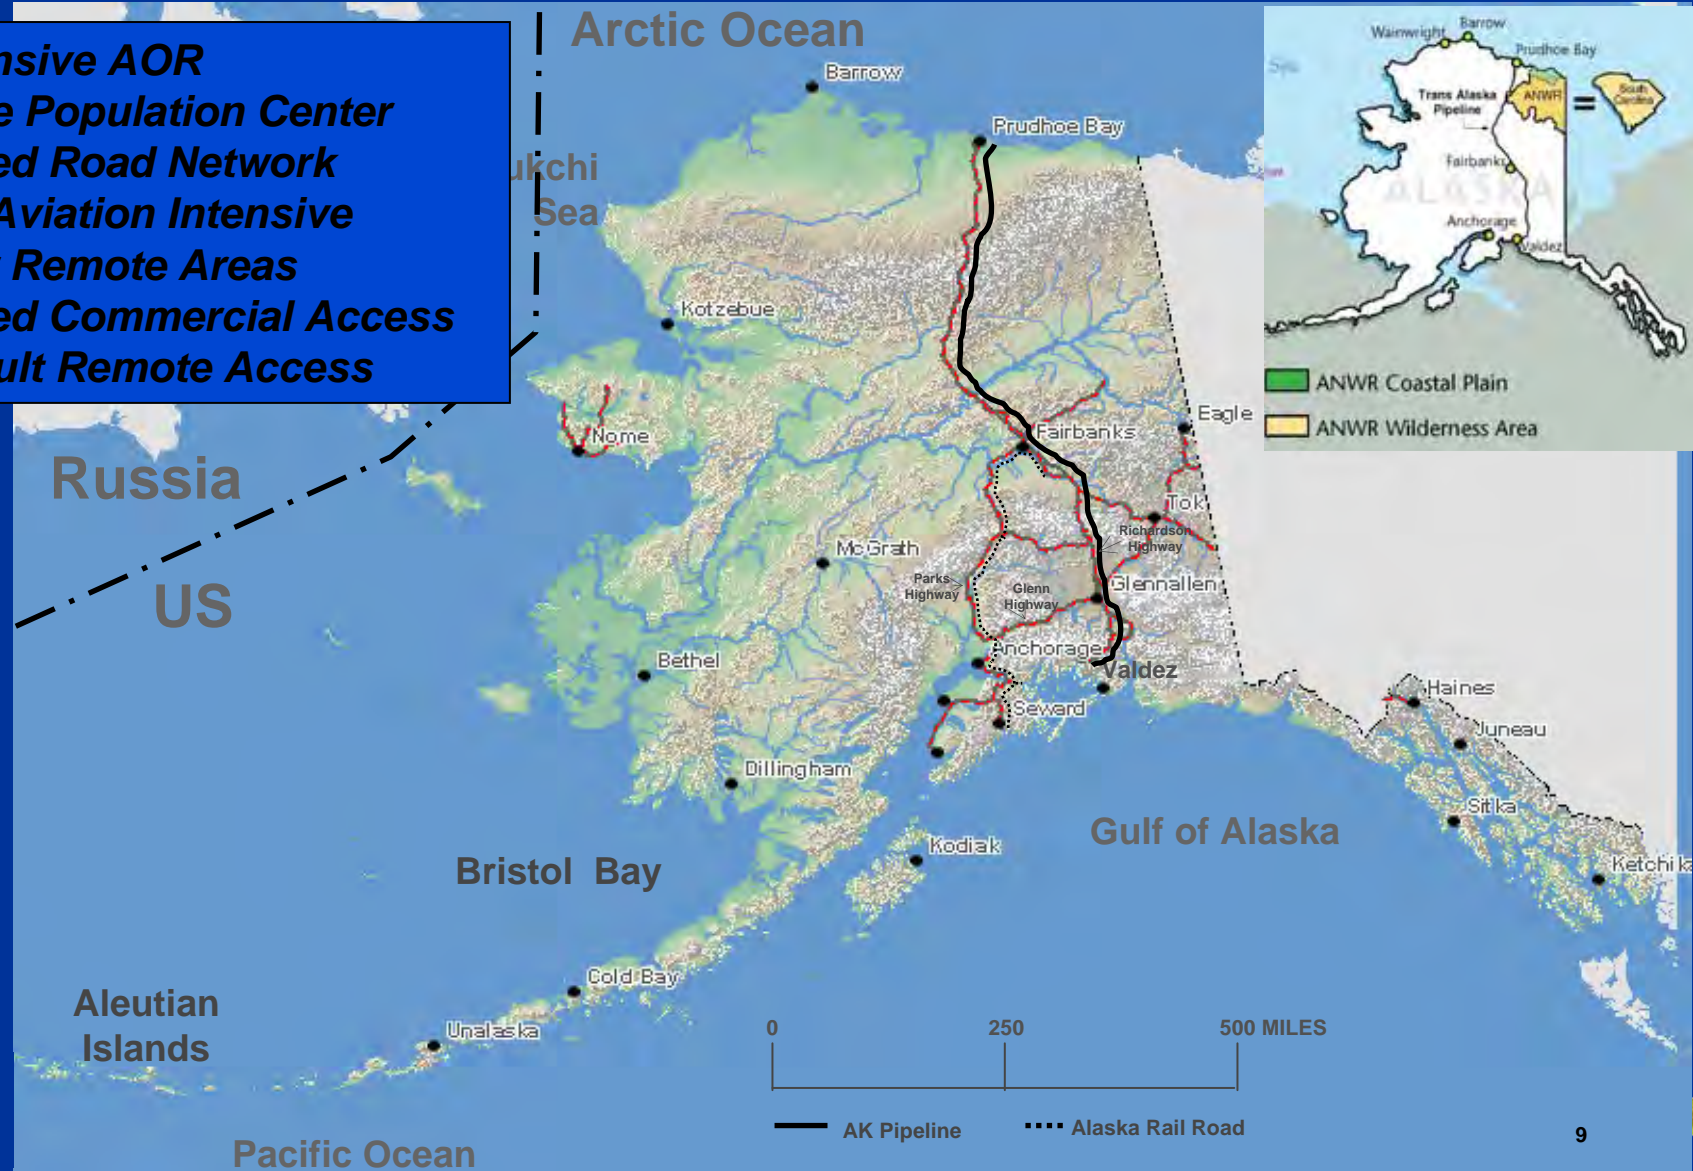 nsive AOR
e Population Center
ed Road Network
Aviation Intensive
Remote Areas
ed Commercial Access
ult Remote Access
Arctic Ocean
Barrow
Prudhoe Bay
ukchi
Sea
Kotzebue
Nome
Russia
US
Fairbanks
Eagle
Tok
Richardson
Highway
McGrath
Parks
Highway
Glenn
Highway
Glennallen
Anchorage
Valdez
Bethel
Seward
Haines
Juneau
Dillingham
Sitka
Gulf of Alaska
Kodiak
Bristol Bay
Ketchika
Cold Bay
Aleutian
Islands
Unalaska
0 250 500 MILES
AK Pipeline Alaska Rail Road
Pacific Ocean
9
Barrow
Wainwright
Prudhoe Bay
Trans Alaska
Pipeline
ANWR
=
South
Carolina
Fairbanks
ALASKA
Anchorage
Valdez
ANWR Coastal Plain
ANWR Wilderness Area